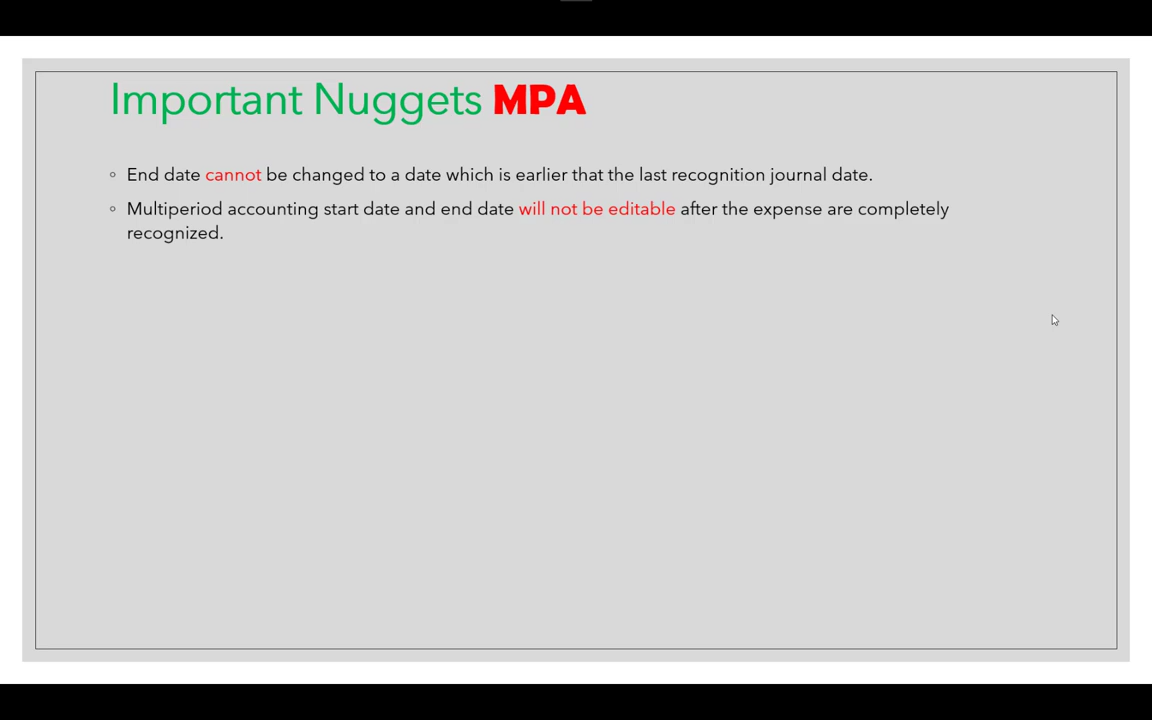 Important Nuggets MPA
◦ End date cannot be changed to a date which is earlier that the last recognition journal date.
◦ Multiperiod accounting start date and end date will not be editable after the expense are completely
recognized.